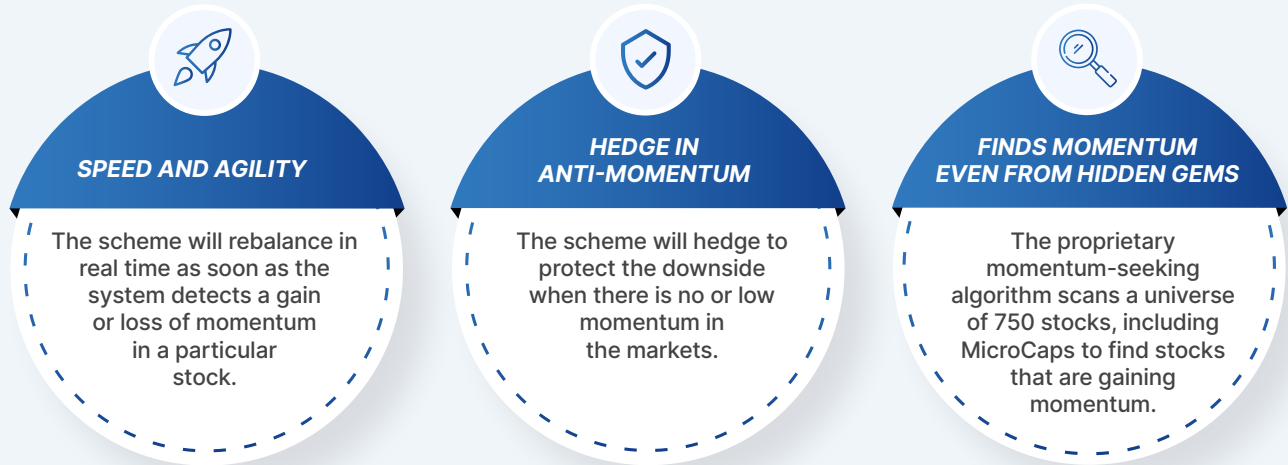 SPEED AND AGILITY
The scheme will rebalance in
real time as soon as the
system detects a gain
or loss of momentum
in a particular
stock.
HEDGE IN
ANTI-MOMENTUM
The scheme will hedge to
protect the downside
when there is no or low
momentum in
the markets.
FINDS MOMENTUM
EVEN FROM HIDDEN GEMS
The proprietary
momentum-seeking
algorithm scans a universe
of 750 stocks, including
MicroCaps to find stocks
that are gaining
momentum.